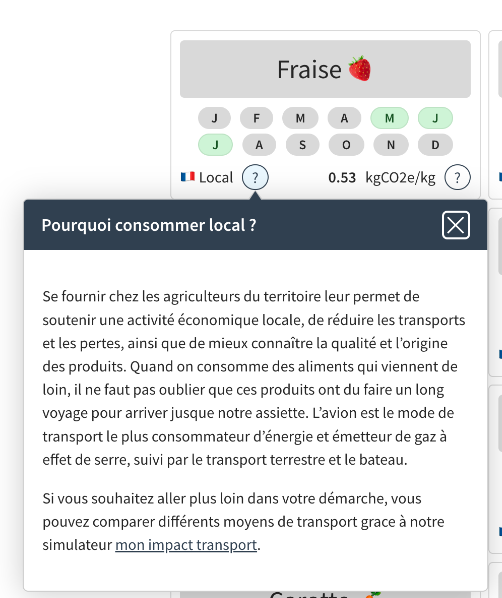 Fraise 🍓
J F M A M J
J A S O N D
🇫🇷 Local ? 0.53 kgCO2e/kg ?
Pourquoi consommer local ?
Se fournir chez les agriculteurs du territoire leur permet de
soutenir une activité économique locale, de réduire les transports
et les pertes, ainsi que de mieux connaître la qualité et l’origine
des produits. Quand on consomme des aliments qui viennent de
loin, il ne faut pas oublier que ces produits ont du faire un long
voyage pour arriver jusque notre assiette. L’avion est le mode de
transport le plus consommateur d’énergie et émetteur de gaz à
effet de serre, suivi par le transport terrestre et le bateau.
Si vous souhaitez aller plus loin dans votre démarche, vous
pouvez comparer différents moyens de transport grace à notre
simulateur mon impact transport.